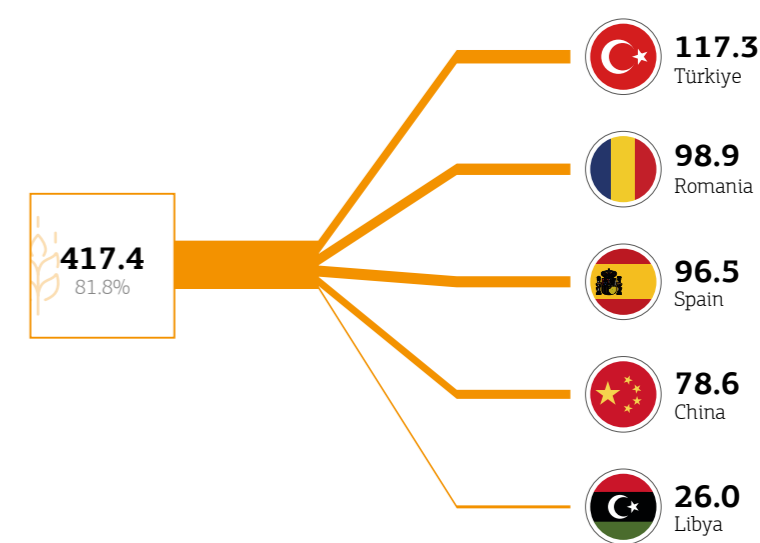 417.4
81.8%
117.3
Türkiye
98.9
Romania
96.5
Spain
78.6
China
26.0
Libya